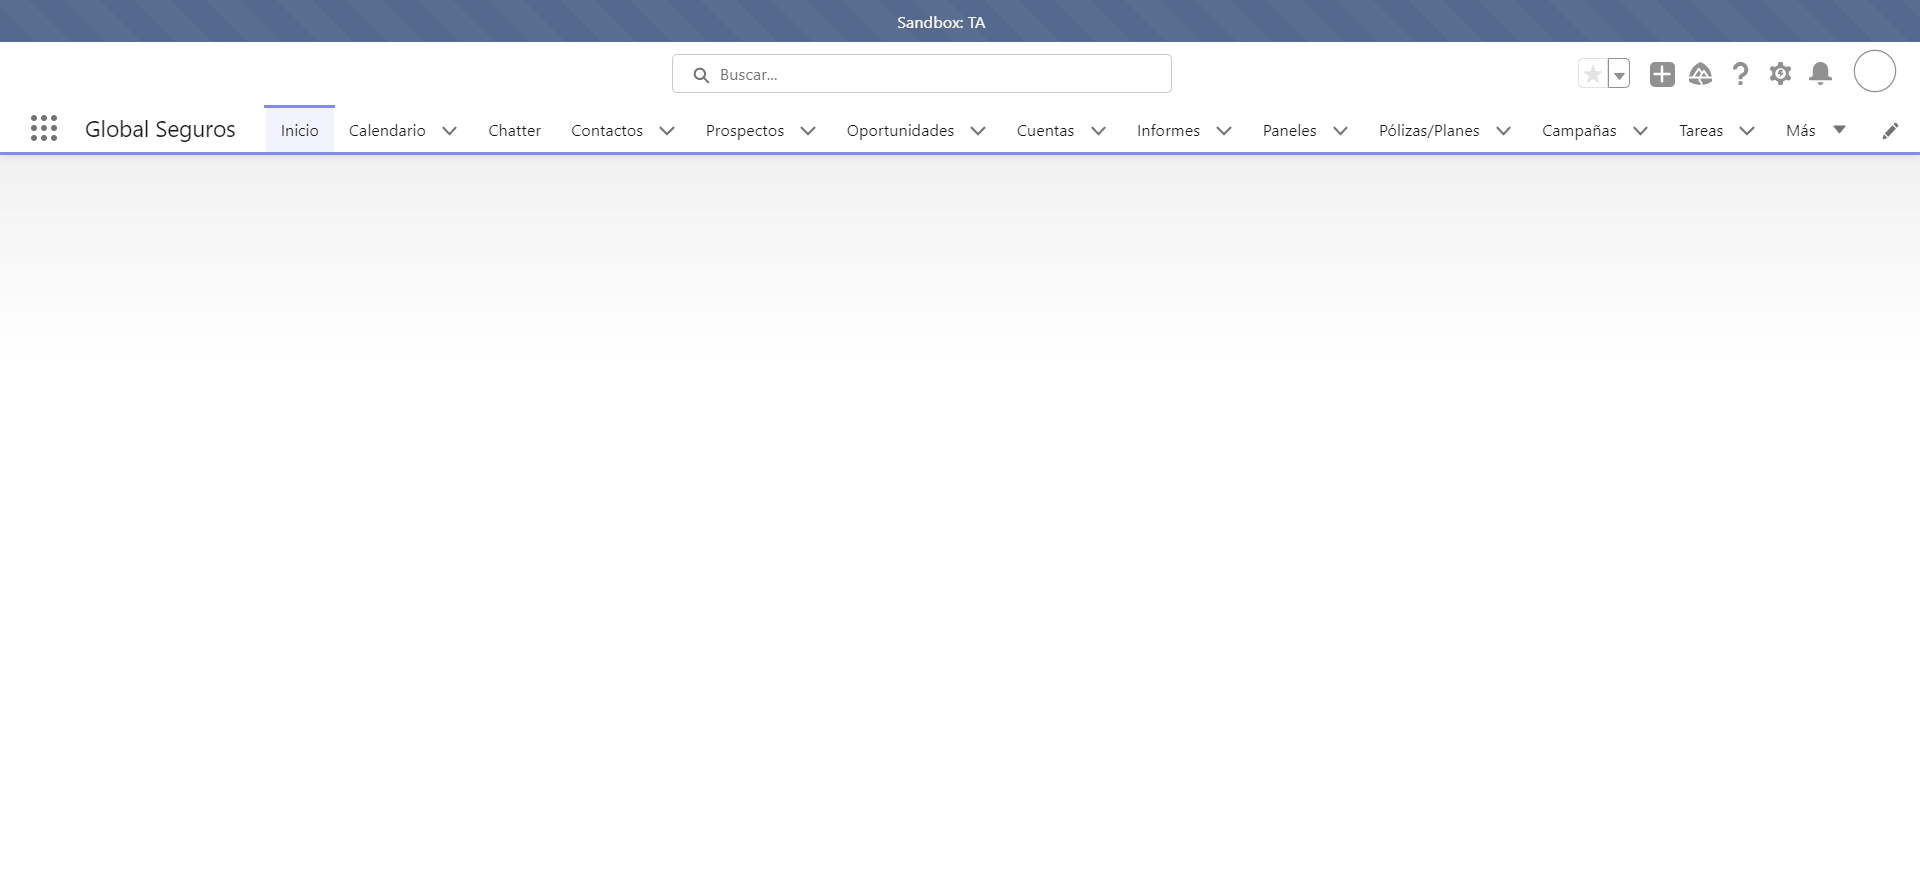 Sandbox: TA
Buscar...
Global Seguros Inicio Calendario Chatter Contactos Prospectos Oportunidades Cuentas Informes Paneles Pólizas/Planes Campañas Tareas Más